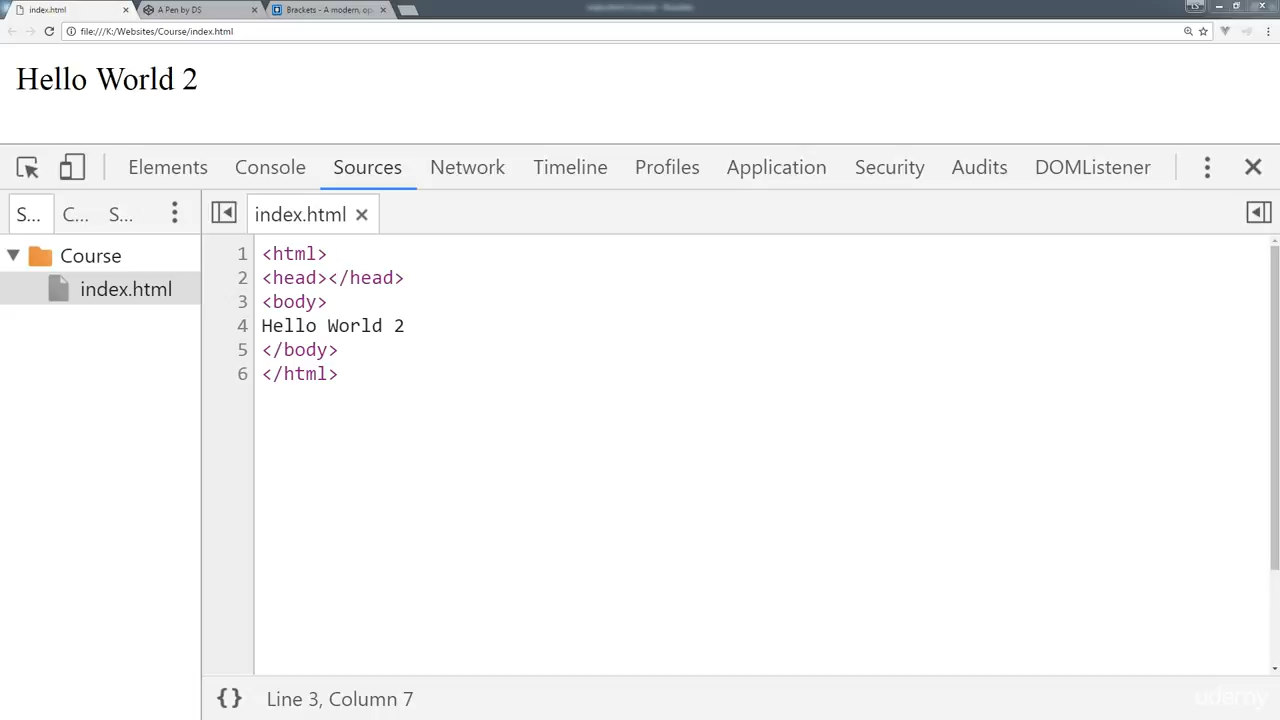 index.html
A Pen by DS
Brackets - A modern, op
file:///K:/Websites/Course/index.html
Hello World 2
Elements Console Sources Network Timeline Profiles Application Security Audits DOMListener
S... C... S... index.html
Course
index.html
1 <html>
2 <head></head>
3 <body>
4 Hello World 2
5 </body>
6 </html>
{} Line 3, Column 7
udemy